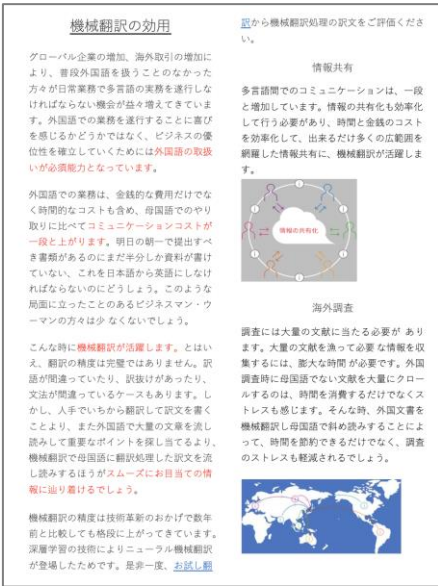 機械翻訳の効用
グローバル企業の増加、海外取引の増加に
より、普段外国語を扱うことのなかった
方々が日常業務で多言語の実務を遂行しな
ければならない機会が益々増えてきていま
す。外国語での業務を遂行することに喜び
を感じるかどうかではなく、ビジネスの優
位性を確立していくためには外国語の取扱
いが必須能力となっています。
外国語での業務は、金銭的な費用だけでな
く時間的なコストも含め、母国語でのやり
取りに比べてコミュニケーションコストが
一段と上がります。明日の朝一で提出すべ
き書類があるのにまだ半分しか資料が書け
ていない、これを日本語から英語にしなけ
ればならないのにどうしょう。このような
局面に立ったことのあるビジネスマン・ウ
ーマンの方々は少 なくないでしょう。
こんな時に機械翻訳が活躍します。とはい
え、翻訳の精度は完璧ではありません。訳
語が間違っていたり、訳抜けがあったり、
文法が間違っているケースもあります。し
かし、人手でいちから翻訳して訳文を書く
ことより、また外国語で大量の文章を流し
読みして重要なポイントを探し当てるより、
機械翻訳で母国語に翻訳処理した訳文を流
し読みするほうがスムーズにお目当ての情
報に辿り着けるでしょう。
機械翻訳の精度は技術革新のおかげで数年
前と比較しても格段に上がってきています。
深層学習の技術によりニューラル機械翻訳
が登場したためです。是非一度、お試し翻
訳から機械翻訳処理の訳文をご評価くださ
い。
情報共有
多言語間でのコミュニケーションは、一段
と増加しています。情報の共有化も効率化
して行う必要があり、時間と金銭のコスト
を効率化して、出来るだけ多くの広範囲を
網羅した情報共有に、機械翻訳が活躍しま
す。
情報の共有化
海外調査
調査には大量の文献に当たる必要が あり
ます。大量の文献を漁って必要 な情報を収
集するには、膨大な時間 が必要です。外国
調査時に母国語でない文献を大量にクロー
ルするのは、時間を消費するだけでなくス
トレスも感じます。そんな時、外国文書を
機械翻訳し母国語で斜め読みすることによ
って、時間を節約できるだけでなく、調査
のストレスも軽減されるでしょう。